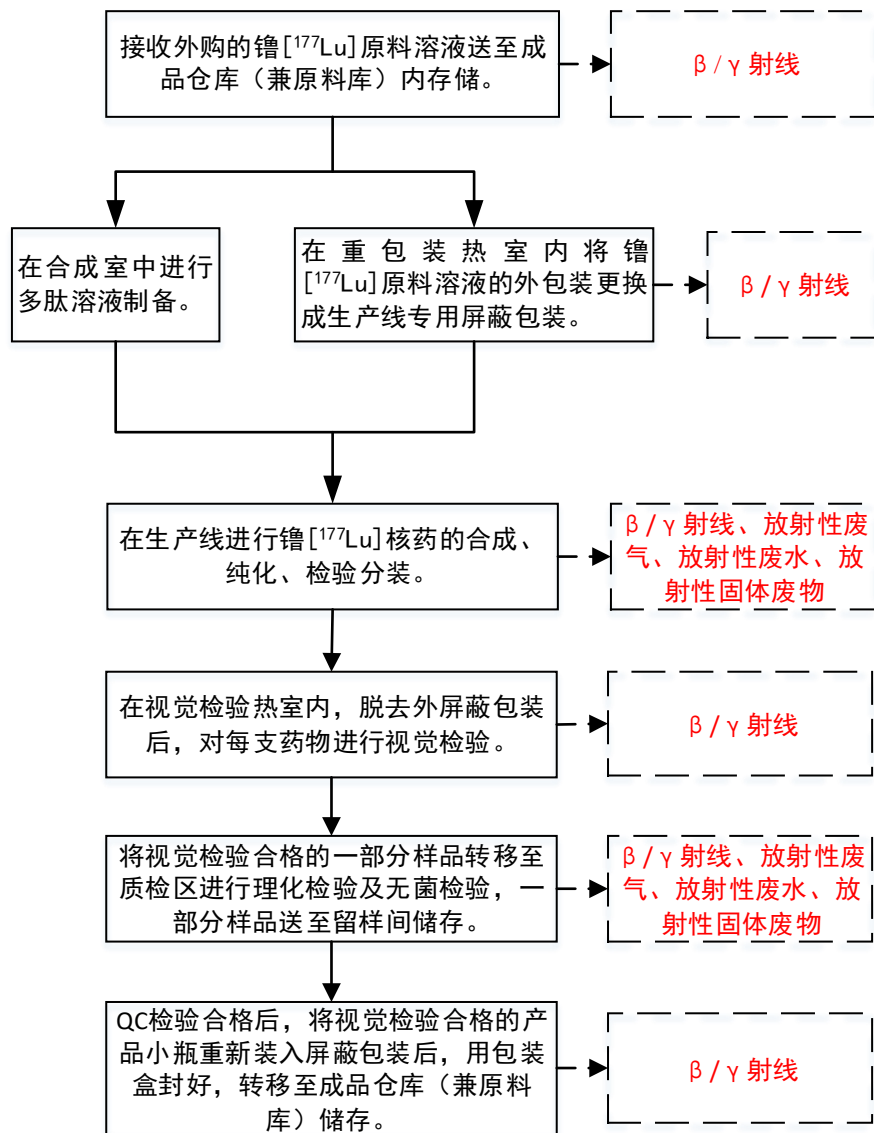 接收外购的镥[¹⁷⁷Lu]原料溶液送至成
品仓库（兼原料库）内存储。
β/γ 射线
在合成室中进行
多肽溶液制备。
在重包装热室内将镥
[¹⁷⁷Lu]原料溶液的外包装更换
成生产线专用屏蔽包装。
β/γ 射线
在生产线进行镥[¹⁷⁷Lu]核药的合成、
纯化、检验分装。
β/γ 射线、放射性废
气、放射性废水、放
射性固体废物
在视觉检验热室内，脱去外屏蔽包装
后，对每支药物进行视觉检验。
β/γ 射线
将视觉检验合格的一部分样品转移至
质检区进行理化检验及无菌检验，一
部分样品送至留样间储存。
β/γ 射线、放射性废
气、放射性废水、放
射性固体废物
QC检验合格后，将视觉检验合格的产
品小瓶重新装入屏蔽包装后，用包装
盒封好，转移至成品仓库（兼原料
库）储存。
β/γ 射线